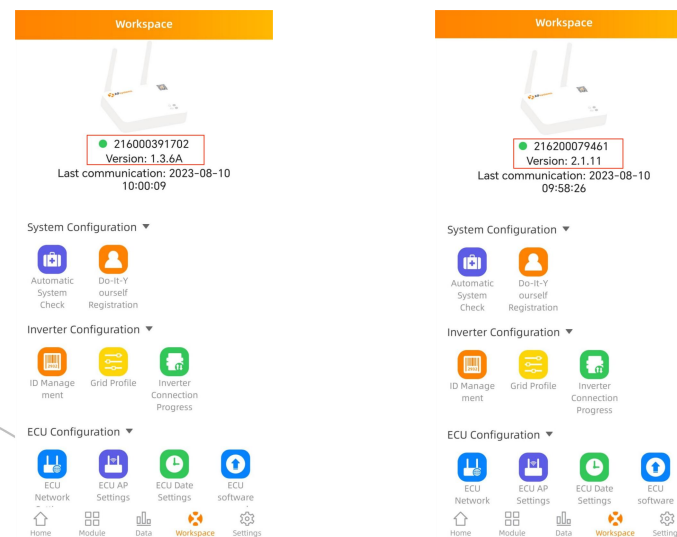 Workspace
216000391702
Version: 1.3.6A
Last communication: 2023-08-10
10:00:09
System Configuration
Automatic
System
Check
Do-It-Y
ourself
Registration
Inverter Configuration
ID Manage
ment
Grid Profile
Inverter
Connection
Progress
ECU Configuration
ECU
Network
ECU AP
Settings
ECU Date
Settings
ECU
software
Home
Module
Data
Workspace
Settings
Workspace
216200079461
Version: 2.1.11
Last communication: 2023-08-10
09:58:26
System Configuration
Automatic
System
Check
Do-It-Y
ourself
Registration
Inverter Configuration
ID Manage
ment
Grid Profile
Inverter
Connection
Progress
ECU Configuration
ECU
Network
ECU AP
Settings
ECU Date
Settings
ECU
software
Home
Module
Data
Workspace
Setting